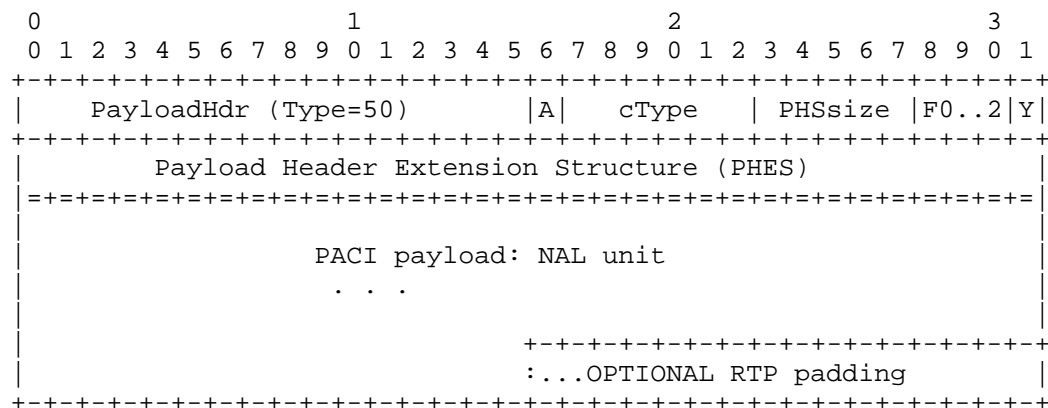 0                   1                   2                   3
 0 1 2 3 4 5 6 7 8 9 0 1 2 3 4 5 6 7 8 9 0 1 2 3 4 5 6 7 8 9 0 1
+-+-+-+-+-+-+-+-+-+-+-+-+-+-+-+-+-+-+-+-+-+-+-+-+-+-+-+-+-+-+-+-+
|    PayloadHdr (Type=50)       |A|   cType   | PHSsize |F0..2|Y|
+-+-+-+-+-+-+-+-+-+-+-+-+-+-+-+-+-+-+-+-+-+-+-+-+-+-+-+-+-+-+-+-+
|        Payload Header Extension Structure (PHES)              |
|=+=+=+=+=+=+=+=+=+=+=+=+=+=+=+=+=+=+=+=+=+=+=+=+=+=+=+=+=+=+=+=|
|                                                               |
|                  PACI payload: NAL unit                       |
|                   . . .                                       |
|                                                               |
|                               +-+-+-+-+-+-+-+-+-+-+-+-+-+-+-+-+
|                               :...OPTIONAL RTP padding        |
+-+-+-+-+-+-+-+-+-+-+-+-+-+-+-+-+-+-+-+-+-+-+-+-+-+-+-+-+-+-+-+-+